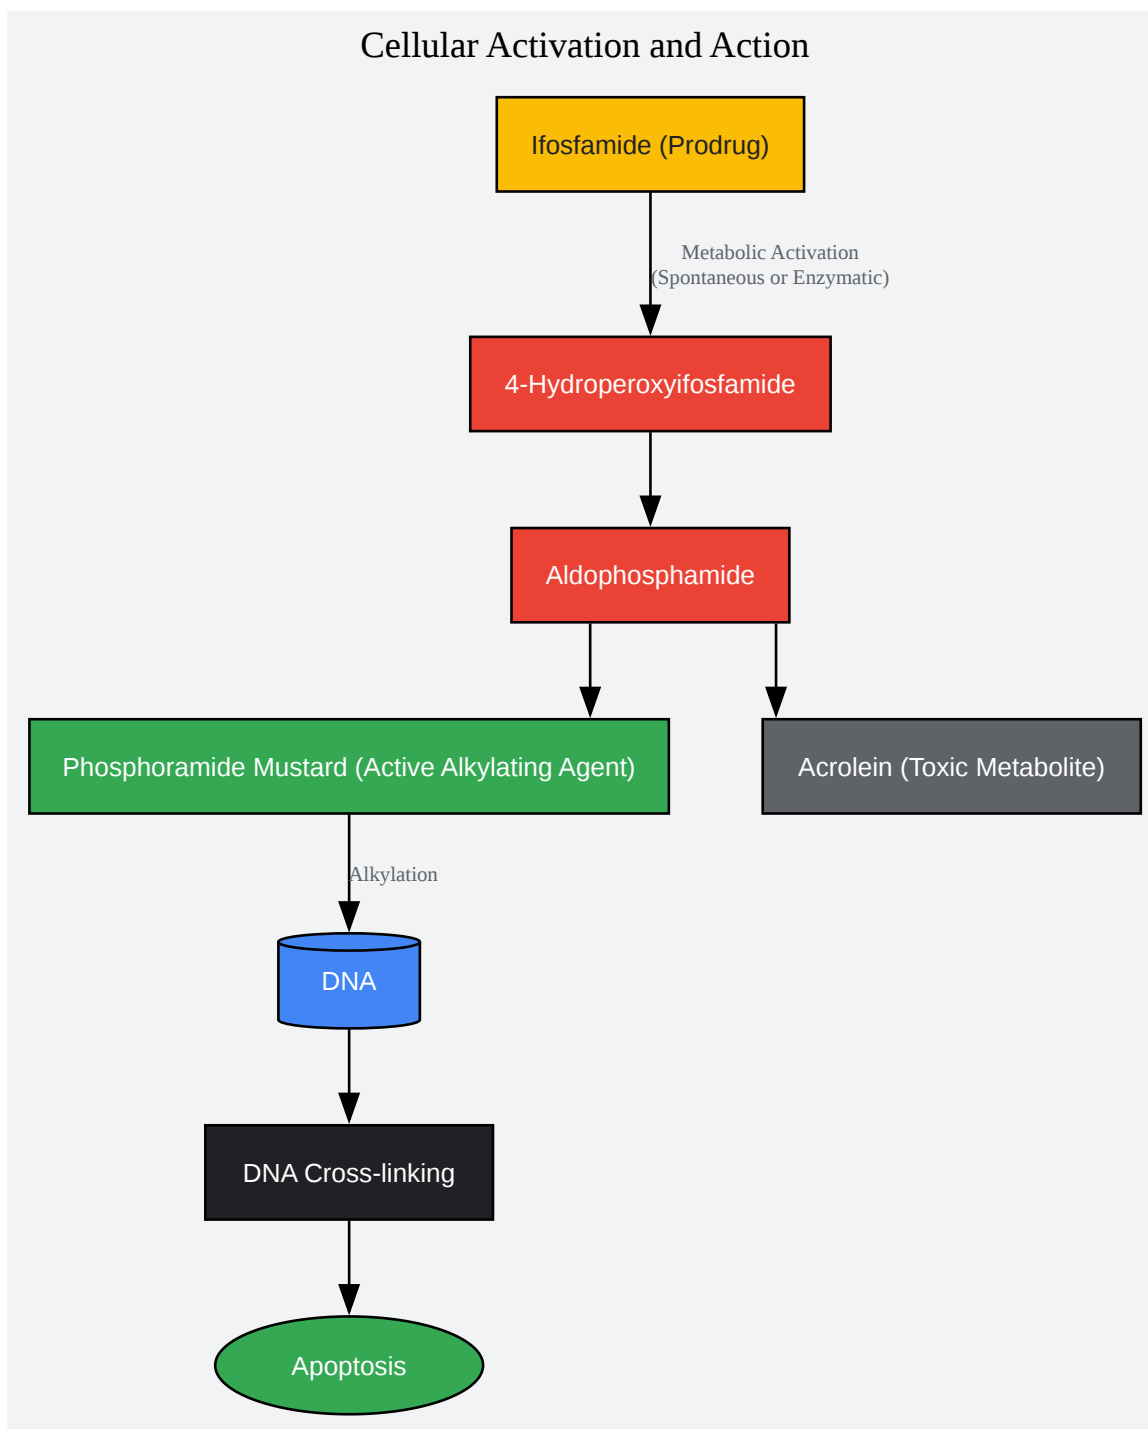 Cellular Activation and Action
Ifosfamide (Prodrug)
Metabolic Activation
(Spontaneous or Enzymatic)
4-Hydroperoxyifosfamide
Aldophosphamide
Phosphoramide Mustard (Active Alkylating Agent)
Acrolein (Toxic Metabolite)
Alkylation
DNA
DNA Cross-linking
Apoptosis